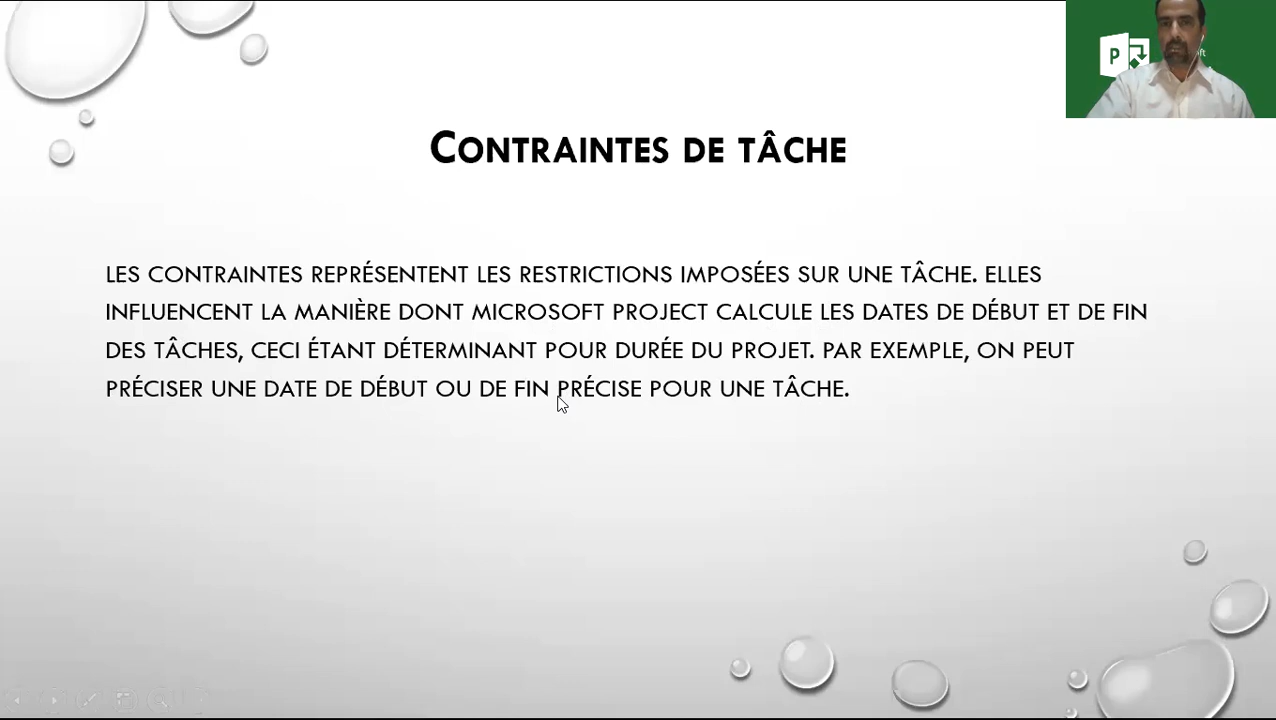 CONTRAINTES DE TÂCHE
LES CONTRAINTES REPRÉSENTENT LES RESTRICTIONS IMPOSÉES SUR UNE TÂCHE. ELLES
INFLUENCENT LA MANIÈRE DONT MICROSOFT PROJECT CALCULE LES DATES DE DÉBUT ET DE FIN
DES TÂCHES, CECI ÉTANT DÉTERMINANT POUR DURÉE DU PROJET. PAR EXEMPLE, ON PEUT
PRÉCISER UNE DATE DE DÉBUT OU DE FIN PRÉCISE POUR UNE TÂCHE.
P